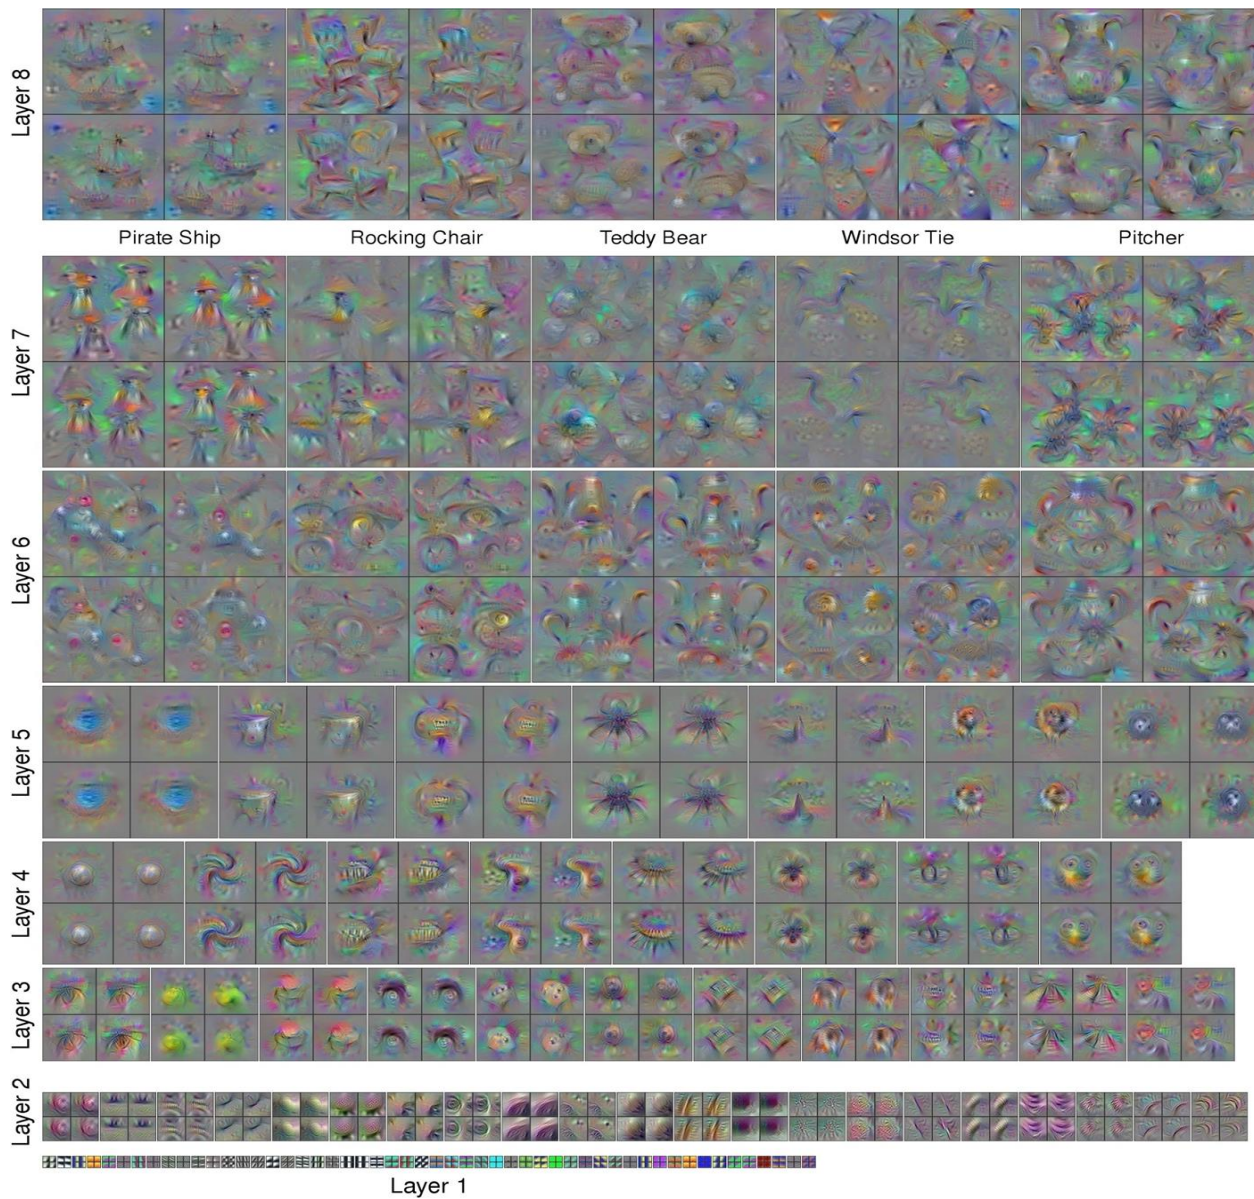 Layer 8
Pirate Ship Rocking Chair Teddy Bear Windsor Tie Pitcher
Layer 7
Layer 6
Layer 5
Layer 4
Layer 3
Layer 2
Layer 1